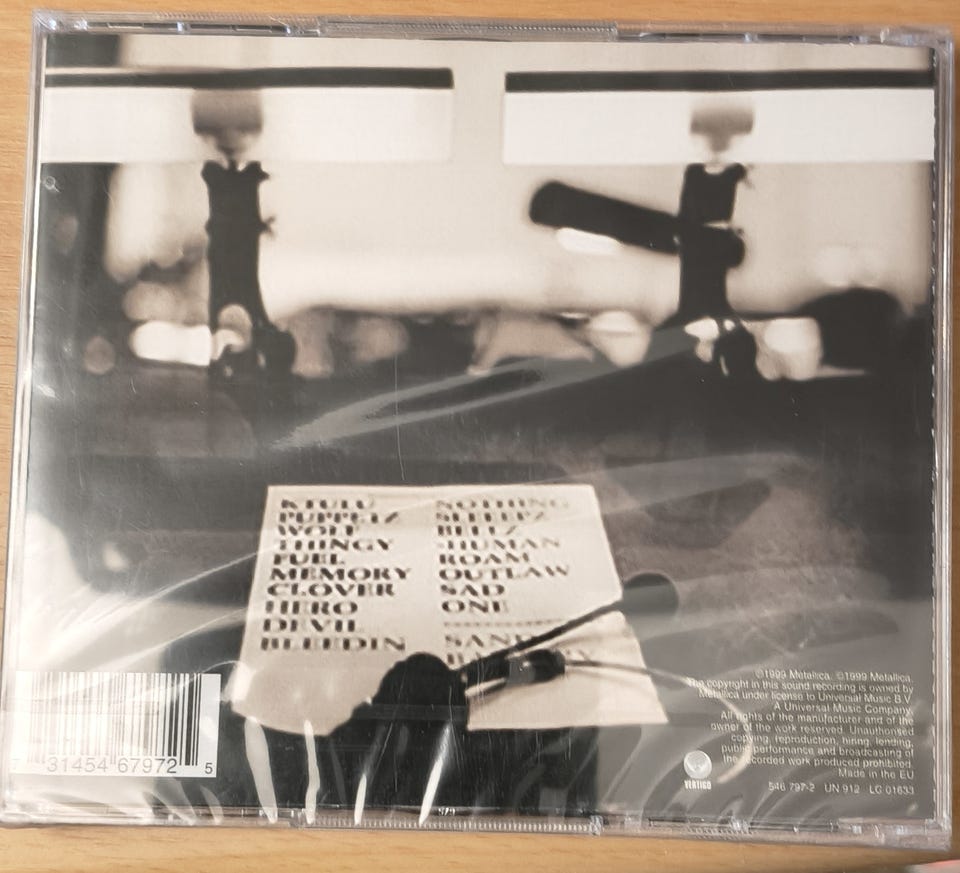 KTULU
PUPPETZ
WOLF
THINGY
FUEL
MEMORY
CLOVER
HERO
DEVIL
BLEEDIN
NOTHING
SLEEPZ
BELLZ
-HUMAN
ROAM
OUTLAW
SAD
ONE
SAND
7 31454 67972 5
VERTIGO
℗1999 Metallica. ©1999 Metallica.
The copyright in this sound recording is owned by
Metallica under license to Universal Music B.V.
A Universal Music Company.
All rights of the manufacturer and of the
owner of the work reserved. Unauthorised
copying, reproduction, hiring, lending,
public performance and broadcasting of
the recorded work produced prohibited.
Made in the EU
546 797-2 UN 912 LC 01633